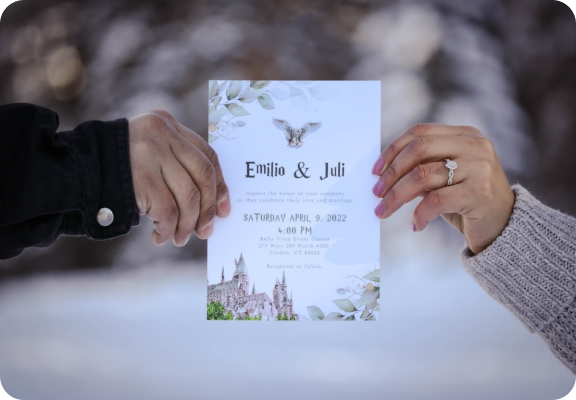 Emilio & Juli
request the honor of your company
as they celebrate their love and marriage.
SATURDAY APRIL 9, 2022
4:00 PM
Bella Vista Event Center
Reception to follow.